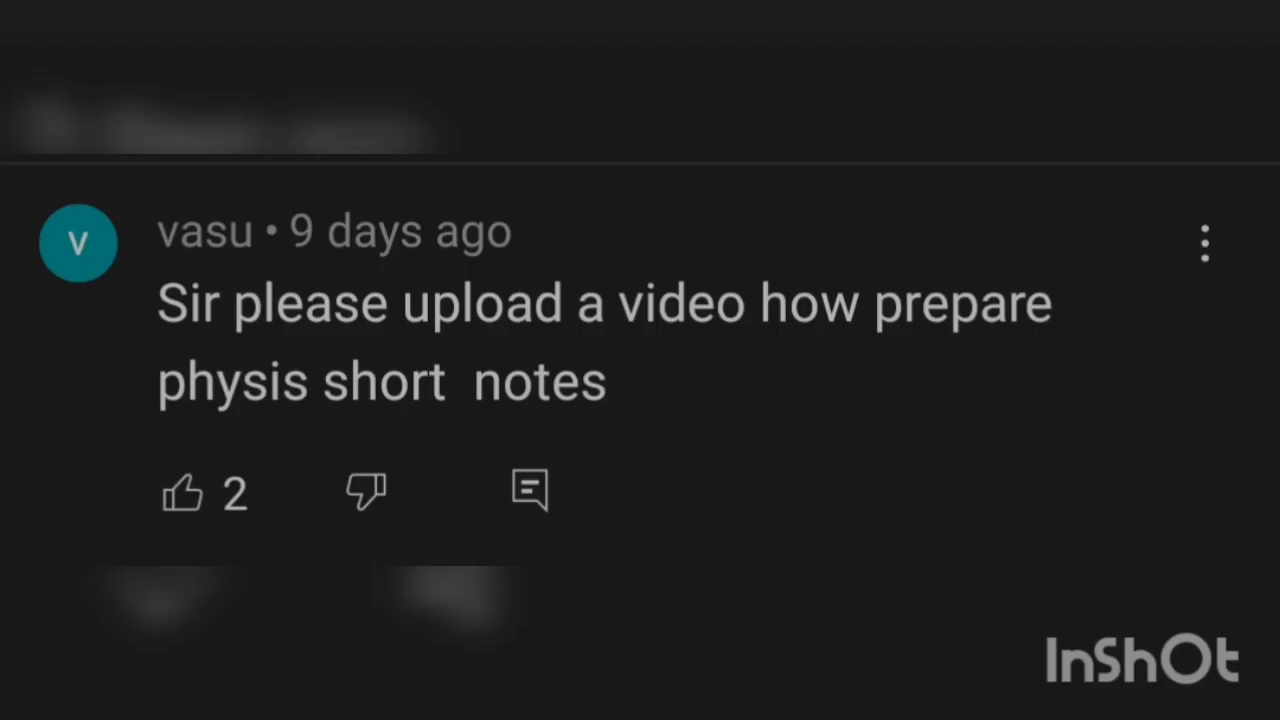 V
vasu • 9 days ago
Sir please upload a video how prepare
physis short notes
2
InShOt